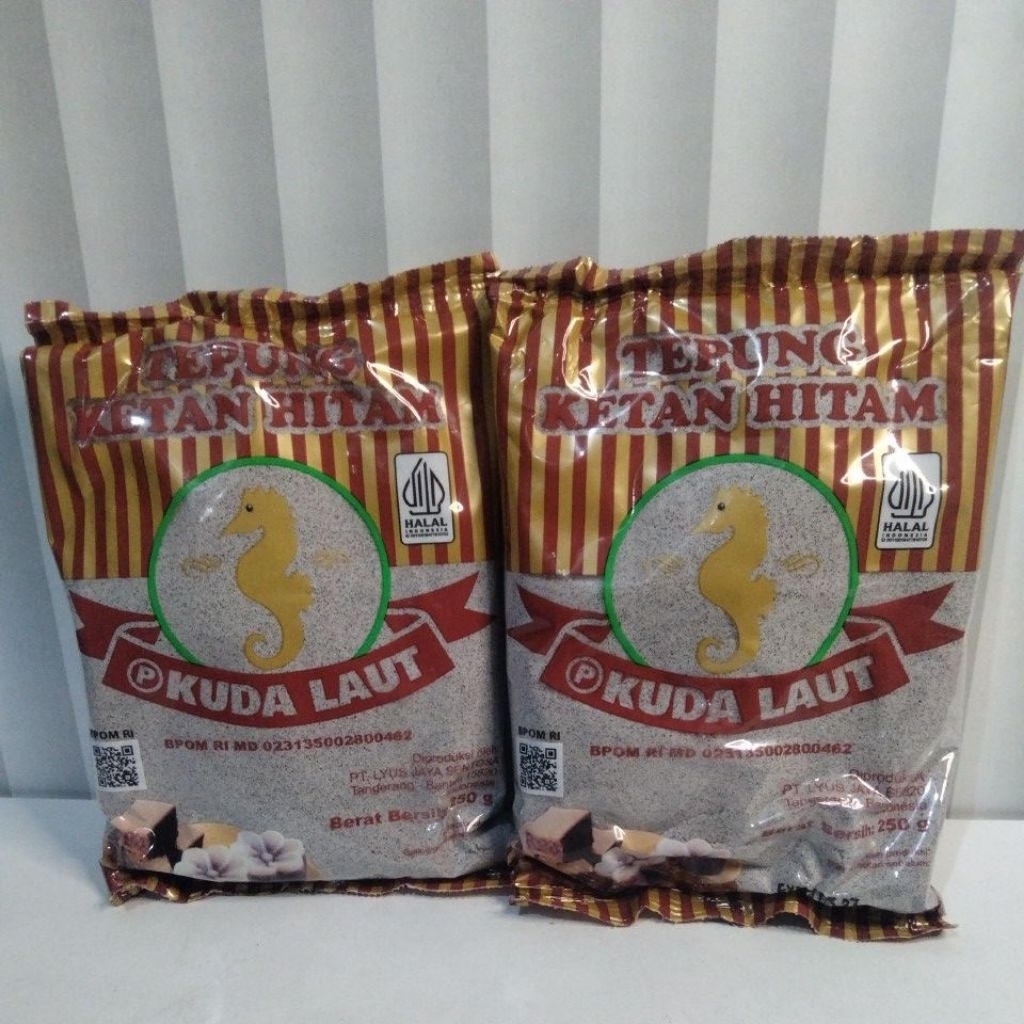 TEPUNG
KETAN HITAM
HALAL
INDONESIA
Ⓟ KUDA LAUT
BPOM RI
BPOM RI MD 023135002800462
Diproduksi oleh
PT. LYUS JAYA
Tangerang
Berat Bersih: 250 g
TEPUNG
KETAN HITAM
HALAL
INDONESIA
Ⓟ KUDA LAUT
BPOM RI
BPOM RI MD 023135002800462
Diproduksi
PT. LYUS JAYA
Berat Bersih: 250 g